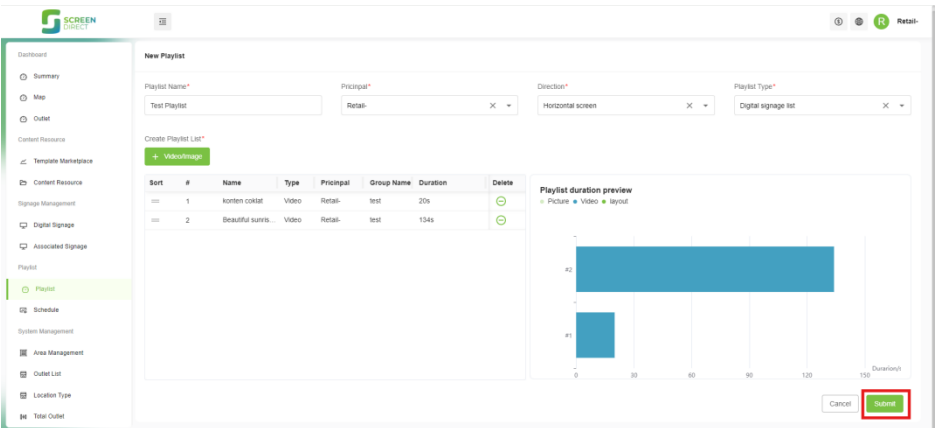 SCREEN
DIRECT
R Retail-
Dashboard
Summary
Map
Outlet
Content Resource
Template Marketplace
Content Resource
Signage Management
Digital Signage
Associated Signage
Playlist
Playlist
Schedule
System Management
Area Management
Outlet List
Location Type
Total Outlet
New Playlist
Playlist Name* Pricinpal* Direction* Playlist Type*
Test Playlist Retail- Horizontal screen Digital signage list
Create Playlist List*
+ Video/Image
Sort # Name Type Pricinpal Group Name Duration Delete
1 konten coklat Video Retail- test 20s
2 Beautiful sunris... Video Retail- test 134s
Playlist duration preview
Picture Video layout
#2
#1
Duration/s
0 30 60 90 120 150
Cancel Submit